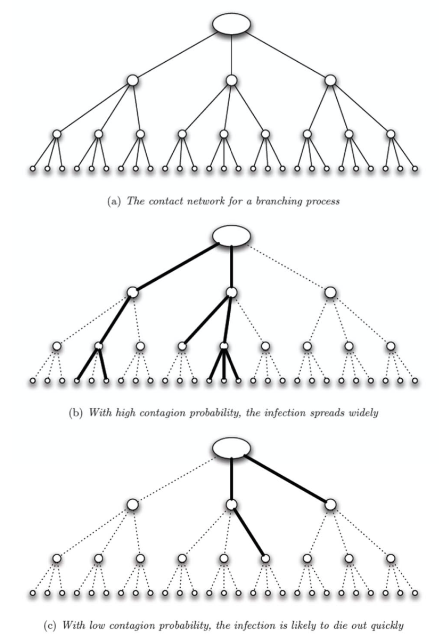 (a) The contact network for a branching process
(b) With high contagion probability, the infection spreads widely
(c) With low contagion probability, the infection is likely to die out quickly